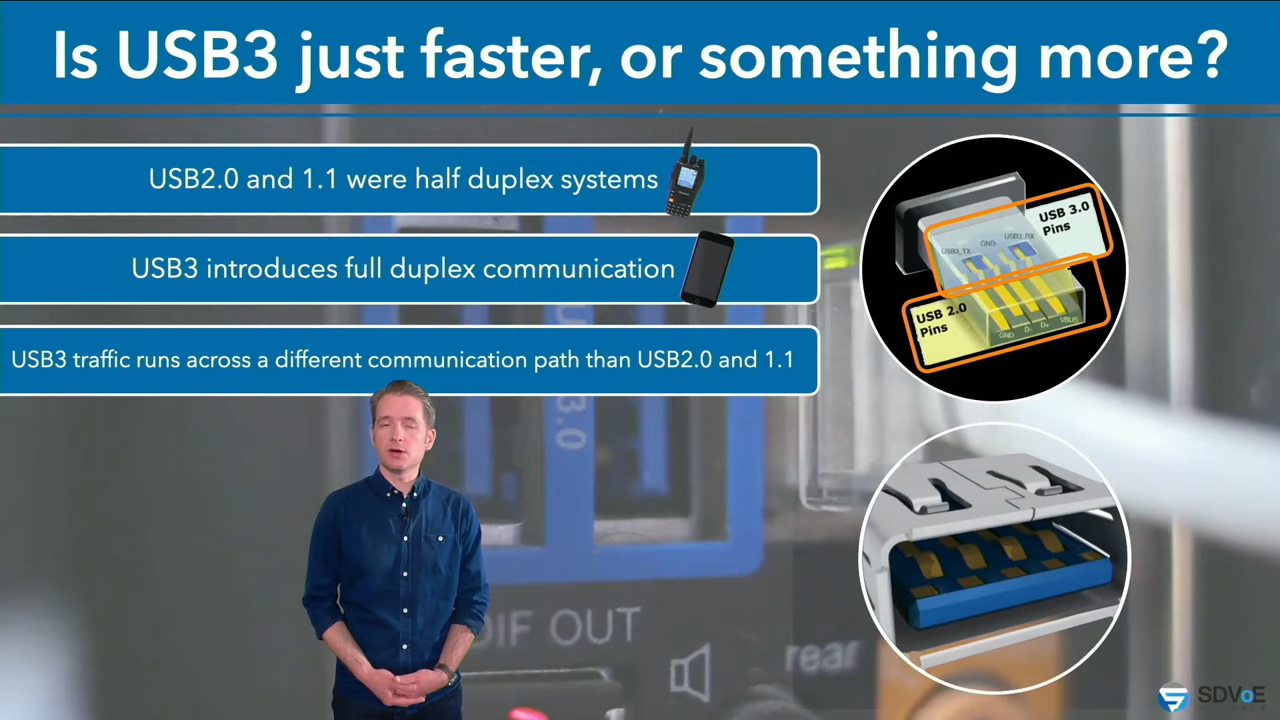 Is USB3 just faster, or something more?
USB2.0 and 1.1 were half duplex systems
USB3 introduces full duplex communication
USB3 traffic runs across a different communication path than USB2.0 and 1.1
USB 3.0
Pins
USB3_TX
GND
USB3_RX
USB 2.0
Pins
GND
D-
D+
VBUS
USB 3.0
DIF OUT
rear
SDVoE